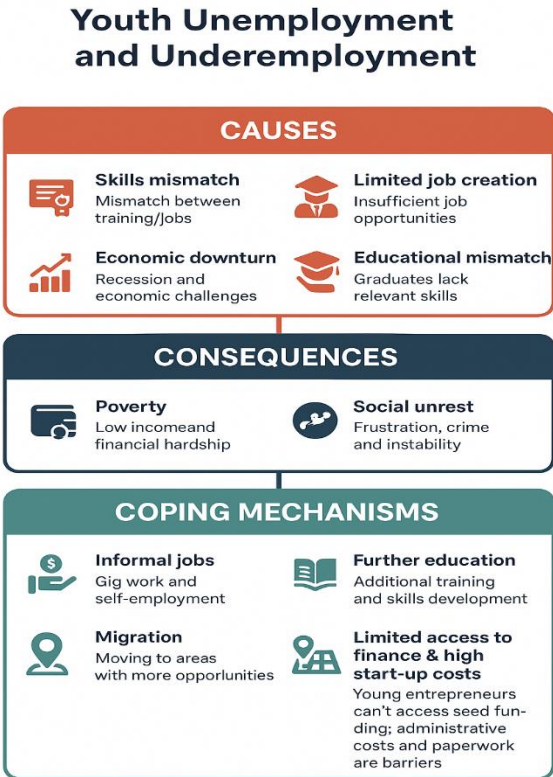 Youth Unemployment
and Underemployment
CAUSES
Skills mismatch
Mismatch between
training/Jobs
Limited job creation
Insufficient job
opportunities
Economic downturn
Recession and
economic challenges
Educational mismatch
Graduates lack
relevant skills
CONSEQUENCES
Poverty
Low incomeand
financial hardship
Social unrest
Frustration, crime
and instability
COPING MECHANISMS
$
Informal jobs
Gig work and
self-employment
Further education
Additional training
and skills development
Migration
Moving to areas
with more opporlunities
Limited access to
finance & high
start-up costs
Young entrepreneurs
can't access seed fun-
ding; administrative
costs and paperwork
are barriers